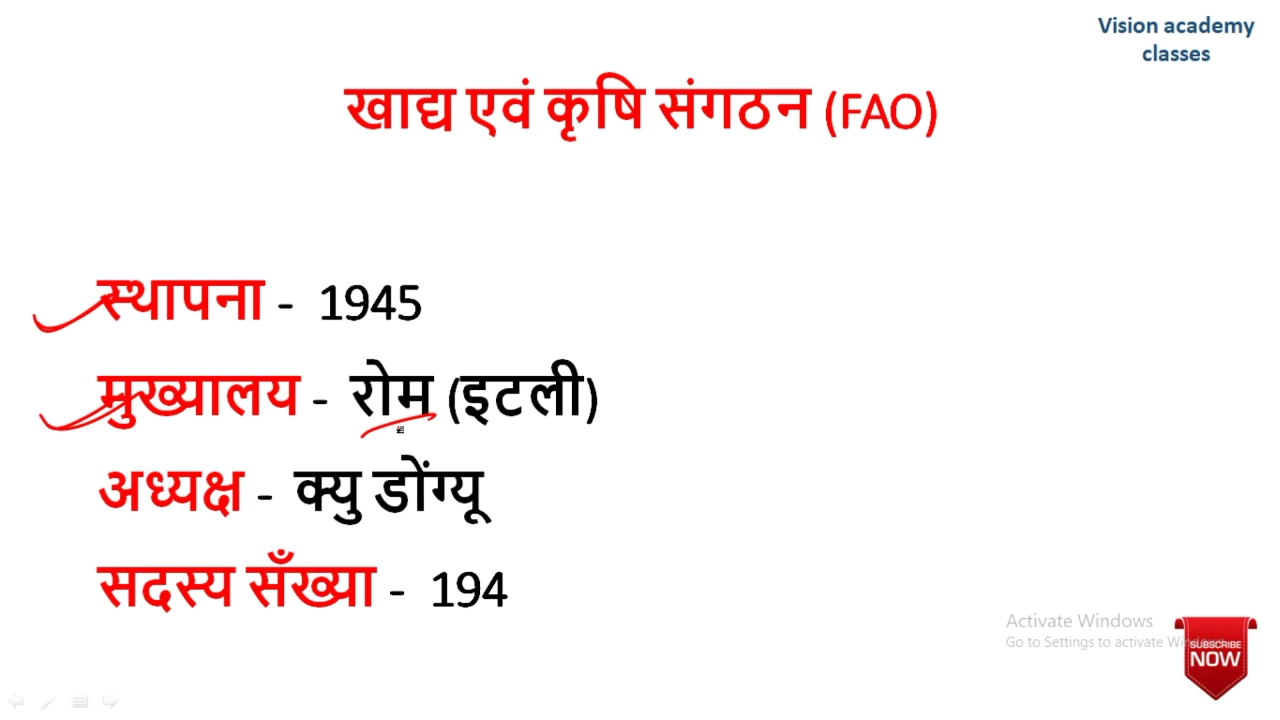 Vision academy
classes
खाद्य एवं कृषि संगठन (FAO)
स्थापना - 1945
मुख्यालय - रोम (इटली)
अध्यक्ष - क्यु डोंग्यू
सदस्य सँख्या - 194
Activate Windows
Go to Settings to activate Windows.
SUBSCRIBE
NOW